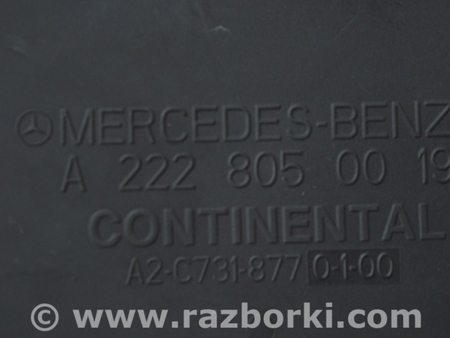 MERCEDES-BENZ
A 222 805 00 19
CONTINENTAL
A2-C731-877 0-1-00
© www.razborki.com